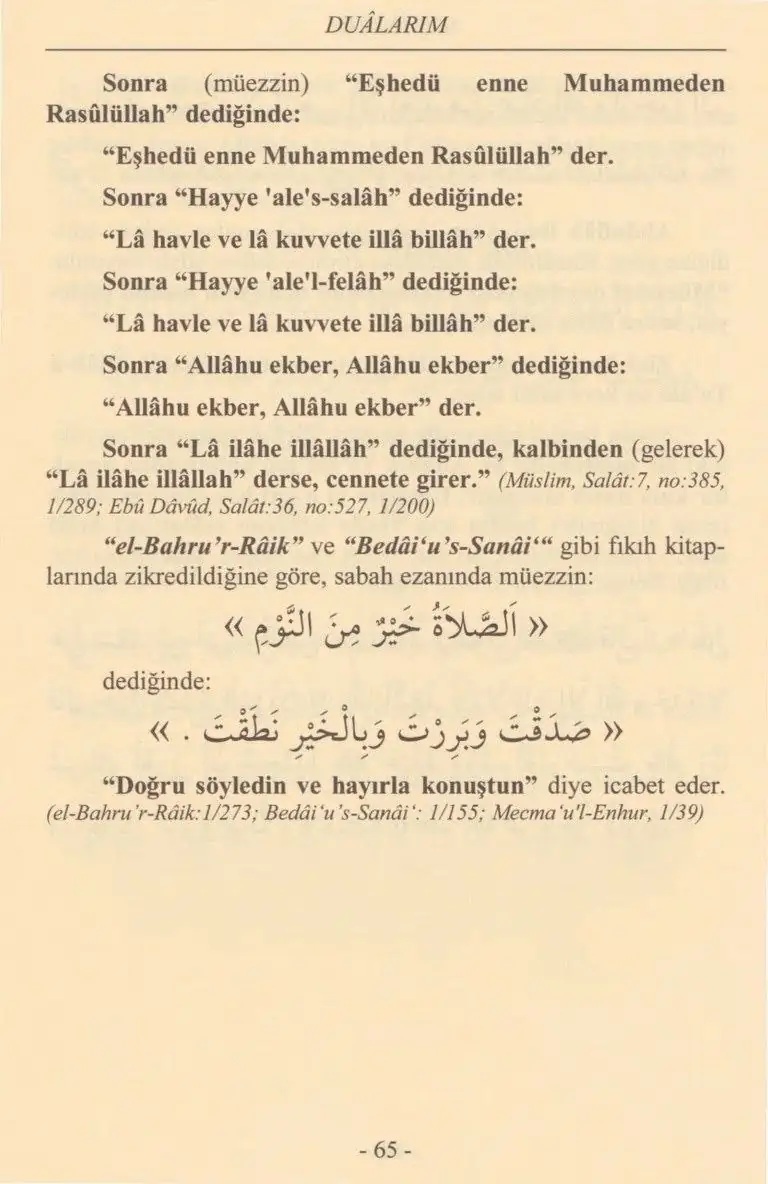 DUÂLARIM
Sonra (müezzin) “Eşhedü enne Muhammeden
Rasûlüllah” dediğinde:
“Eşhedü enne Muhammeden Rasûlüllah” der.
Sonra “Hayye 'ale's-salâh” dediğinde:
“Lâ havle ve lâ kuvvete illâ billâh” der.
Sonra “Hayye 'ale'l-felâh” dediğinde:
“Lâ havle ve lâ kuvvete illâ billâh” der.
Sonra “Allâhu ekber, Allâhu ekber” dediğinde:
“Allâhu ekber, Allâhu ekber” der.
Sonra “Lâ ilâhe illâllâh” dediğinde, kalbinden (gelerek)
“Lâ ilâhe illâllah” derse, cennete girer.” (Müslim, Salât:7, no:385,
1/289; Ebû Dâvûd, Salât:36, no:527, 1/200)
“el-Bahru’r-Râik” ve “Bedâi‘u’s-Sanâi‘“ gibi fıkıh kitap-
larında zikredildiğine göre, sabah ezanında müezzin:
« اَلصَّلاَةُ خَيْرٌ مِنَ النَّوْمِ »
dediğinde:
« صَدَقْتَ وَبَرِرْتَ وَبِالْخَيْرِ نَطَقْتَ . »
“Doğru söyledin ve hayırla konuştun” diye icabet eder.
(el-Bahru’r-Râik:1/273; Bedâi‘u’s-Sanâi‘: 1/155; Mecma‘u'l-Enhur, 1/39)
- 65 -